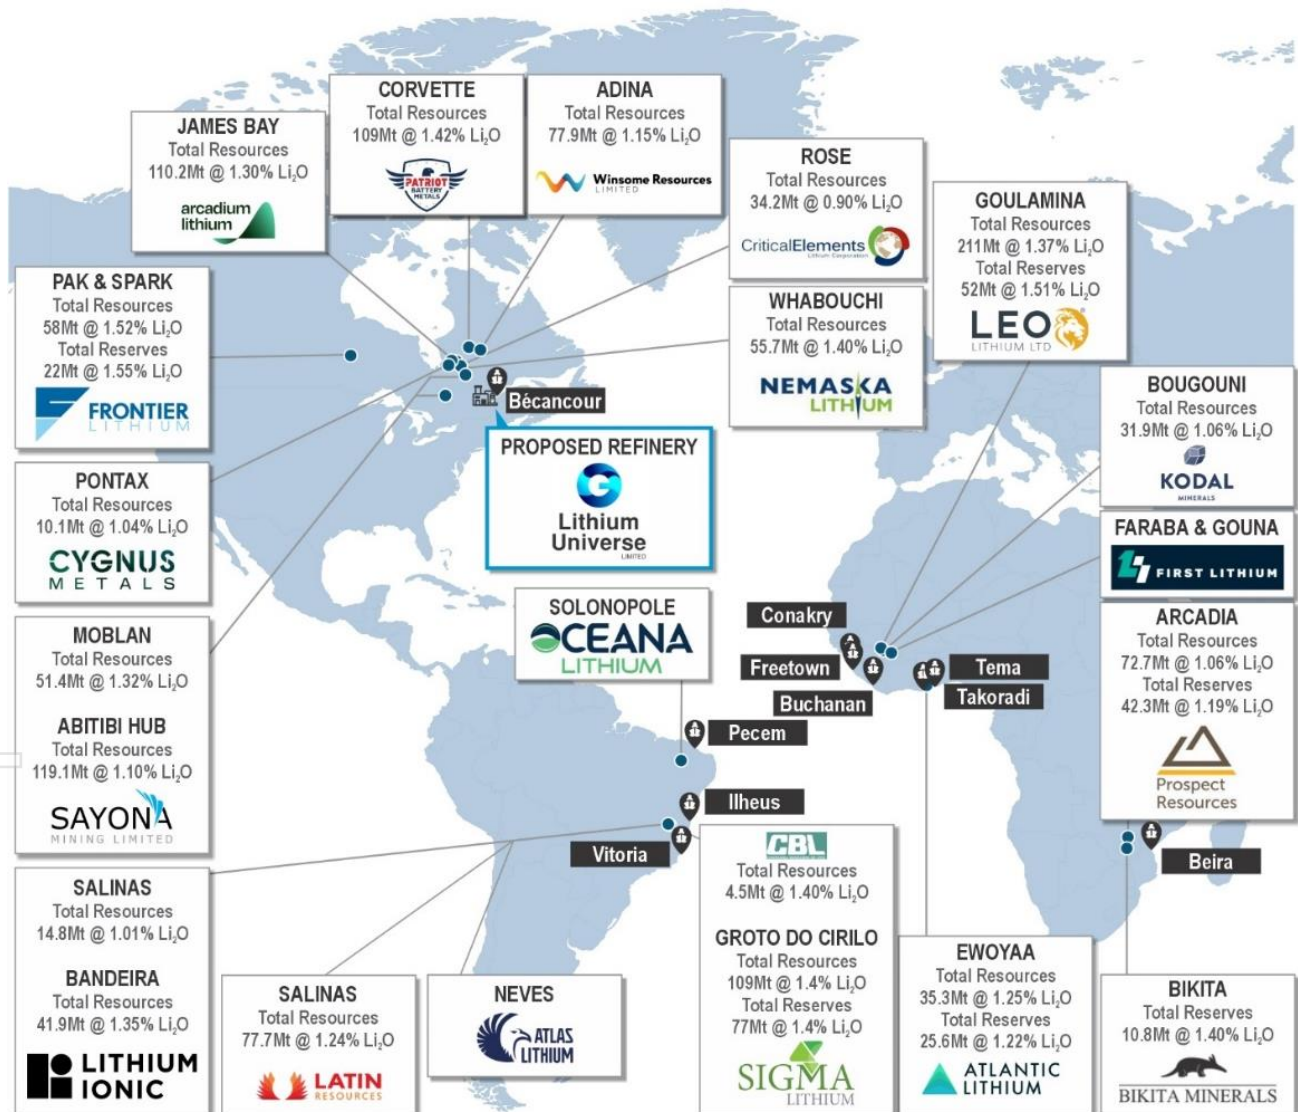 CORVETTE
Total Resources
109Mt @ 1.42% Li₂O
PATRIOT
BATTERY
METALS
ADINA
Total Resources
77.9Mt @ 1.15% Li₂O
Winsome Resources
LIMITED
JAMES BAY
Total Resources
110.2Mt @ 1.30% Li₂O
arcadium
lithium
ROSE
Total Resources
34.2Mt @ 0.90% Li₂O
CriticalElements
Lithium Corporation
GOULAMINA
Total Resources
211Mt @ 1.37% Li₂O
Total Reserves
52Mt @ 1.51% Li₂O
LEO
LITHIUM LTD
PAK & SPARK
Total Resources
58Mt @ 1.52% Li₂O
Total Reserves
22Mt @ 1.55% Li₂O
FRONTIER
LITHIUM
WHABOUCHI
Total Resources
55.7Mt @ 1.40% Li₂O
NEMASKA
LITHIUM
BOUGOUNI
Total Resources
31.9Mt @ 1.06% Li₂O
KODAL
MINERALS
Bécancour
PROPOSED REFINERY
Lithium
Universe
LIMITED
PONTAX
Total Resources
10.1Mt @ 1.04% Li₂O
CYGNUS
METALS
FARABA & GOUNA
FIRST LITHIUM
SOLONOPOLE
OCEANA
LITHIUM
Conakry
Freetown
Buchanan
Tema
Takoradi
ARCADIA
Total Resources
72.7Mt @ 1.06% Li₂O
Total Reserves
42.3Mt @ 1.19% Li₂O
Prospect
Resources
MOBLAN
Total Resources
51.4Mt @ 1.32% Li₂O
ABITIBI HUB
Total Resources
119.1Mt @ 1.10% Li₂O
SAYONA
MINING LIMITED
Pecem
Ilheus
Vitoria
Beira
CBL
Total Resources
4.5Mt @ 1.40% Li₂O
GROTO DO CIRILO
Total Resources
109Mt @ 1.4% Li₂O
Total Reserves
77Mt @ 1.4% Li₂O
SIGMA
LITHIUM
SALINAS
Total Resources
14.8Mt @ 1.01% Li₂O
BANDEIRA
Total Resources
41.9Mt @ 1.35% Li₂O
LITHIUM
IONIC
SALINAS
Total Resources
77.7Mt @ 1.24% Li₂O
LATIN
RESOURCES
NEVES
ATLAS
LITHIUM
EWOYAA
Total Resources
35.3Mt @ 1.25% Li₂O
Total Reserves
25.6Mt @ 1.22% Li₂O
ATLANTIC
LITHIUM
BIKITA
Total Reserves
10.8Mt @ 1.40% Li₂O
BIKITA MINERALS